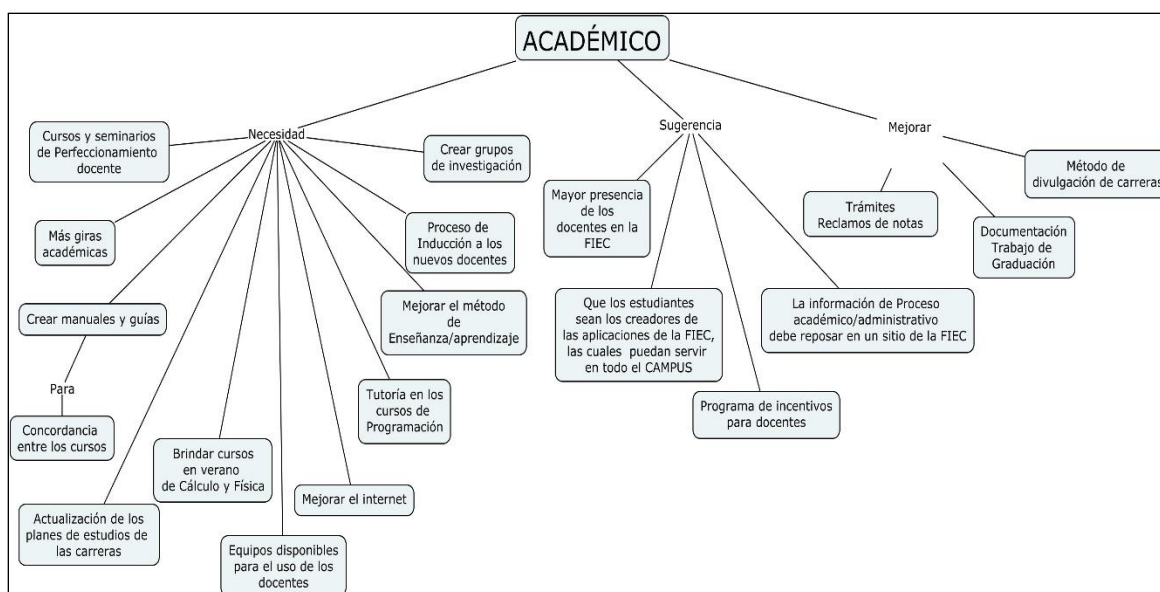 ACADÉMICO
Necesidad
Cursos y seminarios
de Perfeccionamiento
docente
Más giras
académicas
Crear manuales y guías
Para
Concordancia
entre los cursos
Actualización de los
planes de estudios de
las carreras
Brindar cursos
en verano
de Cálculo y Física
Equipos disponibles
para el uso de los
docentes
Mejorar el internet
Tutoría en los
cursos de
Programación
Mejorar el método
de
Enseñanza/aprendizaje
Proceso de
Inducción a los
nuevos docentes
Crear grupos
de investigación
Sugerencia
Mayor presencia
de los
docentes en la
FIEC
Que los estudiantes
sean los creadores de
las aplicaciones de la FIEC,
las cuales puedan servir
en todo el CAMPUS
Programa de incentivos
para docentes
La información de Proceso
académico/administrativo
debe reposar en un sitio de la FIEC
Mejorar
Trámites
Reclamos de notas
Documentación
Trabajo de
Graduación
Método de
divulgación de carreras